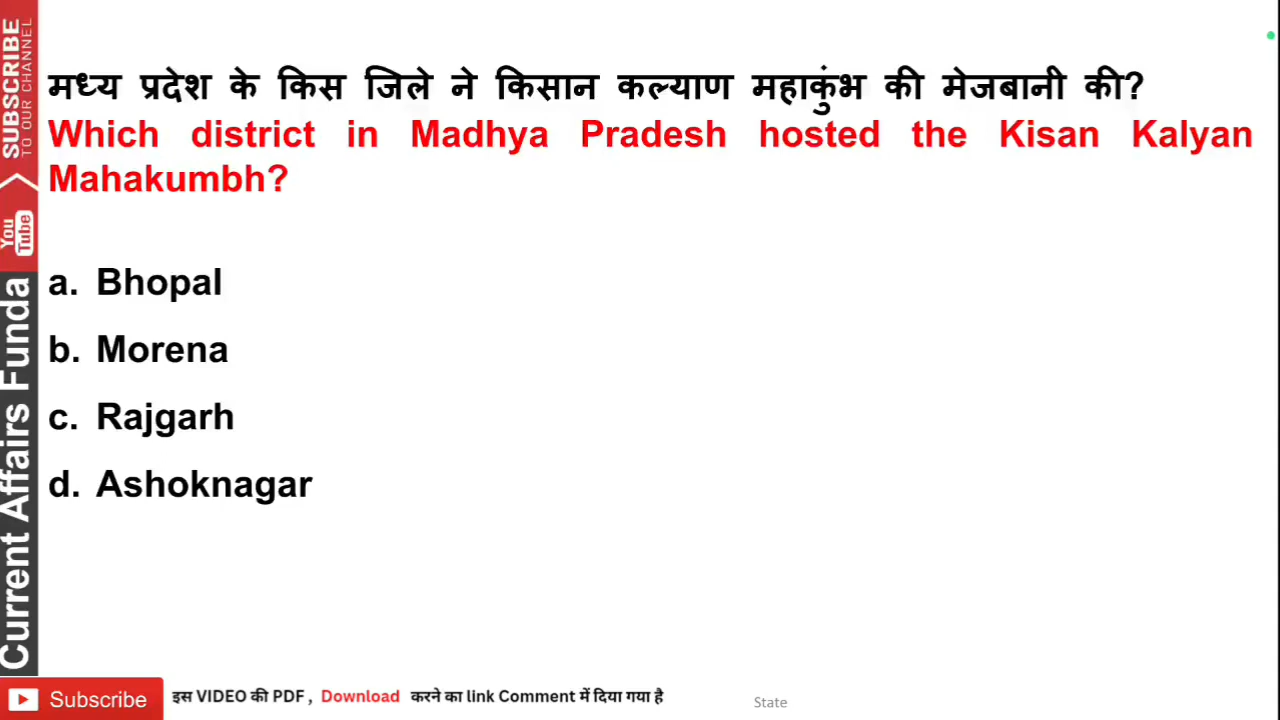 मध्य प्रदेश के किस जिले ने किसान कल्याण महाकुंभ की मेजबानी की?
Which district in Madhya Pradesh hosted the Kisan Kalyan
Mahakumbh?
a. Bhopal
b. Morena
c. Rajgarh
d. Ashoknagar
SUBSCRIBE
TO OUR CHANNEL
You
Tube
Current Affairs Funda
Subscribe
इस VIDEO की PDF , Download करने का link Comment में दिया गया है
State